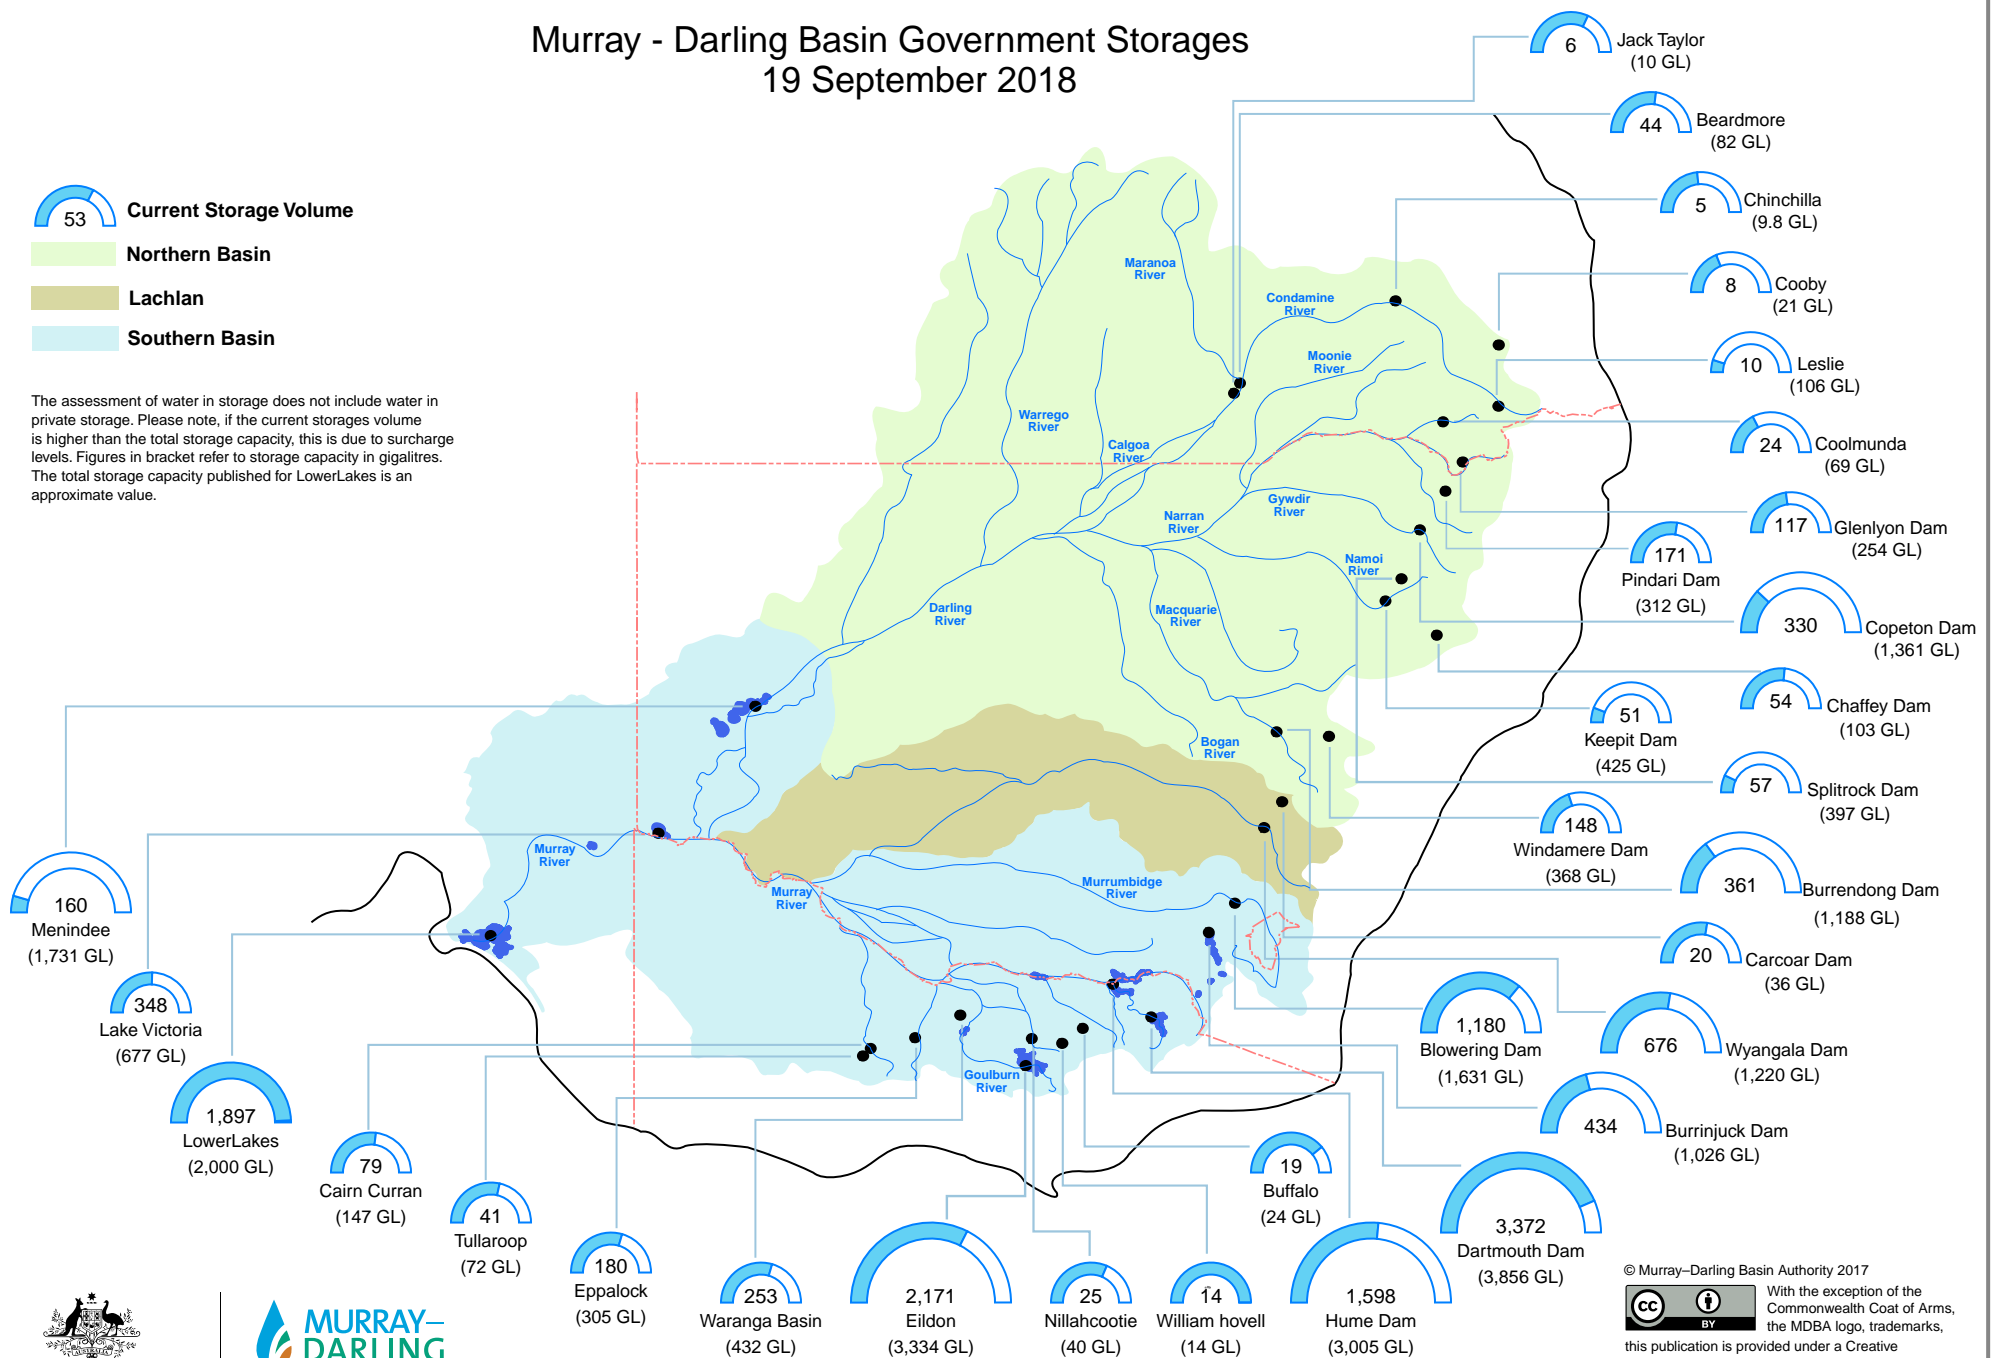 Murray - Darling Basin Government Storages
19 September 2018
53
Current Storage Volume
Northern Basin
Lachlan
Southern Basin
The assessment of water in storage does not include water in
private storage. Please note, if the current storages volume
is higher than the total storage capacity, this is due to surcharge
levels. Figures in bracket refer to storage capacity in gigalitres.
The total storage capacity published for LowerLakes is an
approximate value.
6
Jack Taylor
(10 GL)
44
Beardmore
(82 GL)
5
Chinchilla
(9.8 GL)
8
Cooby
(21 GL)
10
Leslie
(106 GL)
24
Coolmunda
(69 GL)
117
Glenlyon Dam
(254 GL)
171
Pindari Dam
(312 GL)
330
Copeton Dam
(1,361 GL)
54
Chaffey Dam
(103 GL)
51
Keepit Dam
(425 GL)
57
Splitrock Dam
(397 GL)
148
Windamere Dam
(368 GL)
361
Burrendong Dam
(1,188 GL)
20
Carcoar Dam
(36 GL)
1,180
Blowering Dam
(1,631 GL)
676
Wyangala Dam
(1,220 GL)
434
Burrinjuck Dam
(1,026 GL)
3,372
Dartmouth Dam
(3,856 GL)
19
Buffalo
(24 GL)
1,598
Hume Dam
(3,005 GL)
14
William hovell
(14 GL)
25
Nillahcootie
(40 GL)
2,171
Eildon
(3,334 GL)
253
Waranga Basin
(432 GL)
180
Eppalock
(305 GL)
41
Tullaroop
(72 GL)
79
Cairn Curran
(147 GL)
1,897
LowerLakes
(2,000 GL)
348
Lake Victoria
(677 GL)
160
Menindee
(1,731 GL)
Maranoa
River
Condamine
River
Moonie
River
Warrego
River
Calgoa
River
Gywdir
River
Narran
River
Namoi
River
Darling
River
Macquarie
River
Bogan
River
Murray
River
Murray
River
Murrumbidge
River
Goulburn
River
AUSTRALIA
MURRAY–
DARLING
© Murray–Darling Basin Authority 2017
cc
BY
With the exception of the
Commonwealth Coat of Arms,
the MDBA logo, trademarks,
this publication is provided under a Creative